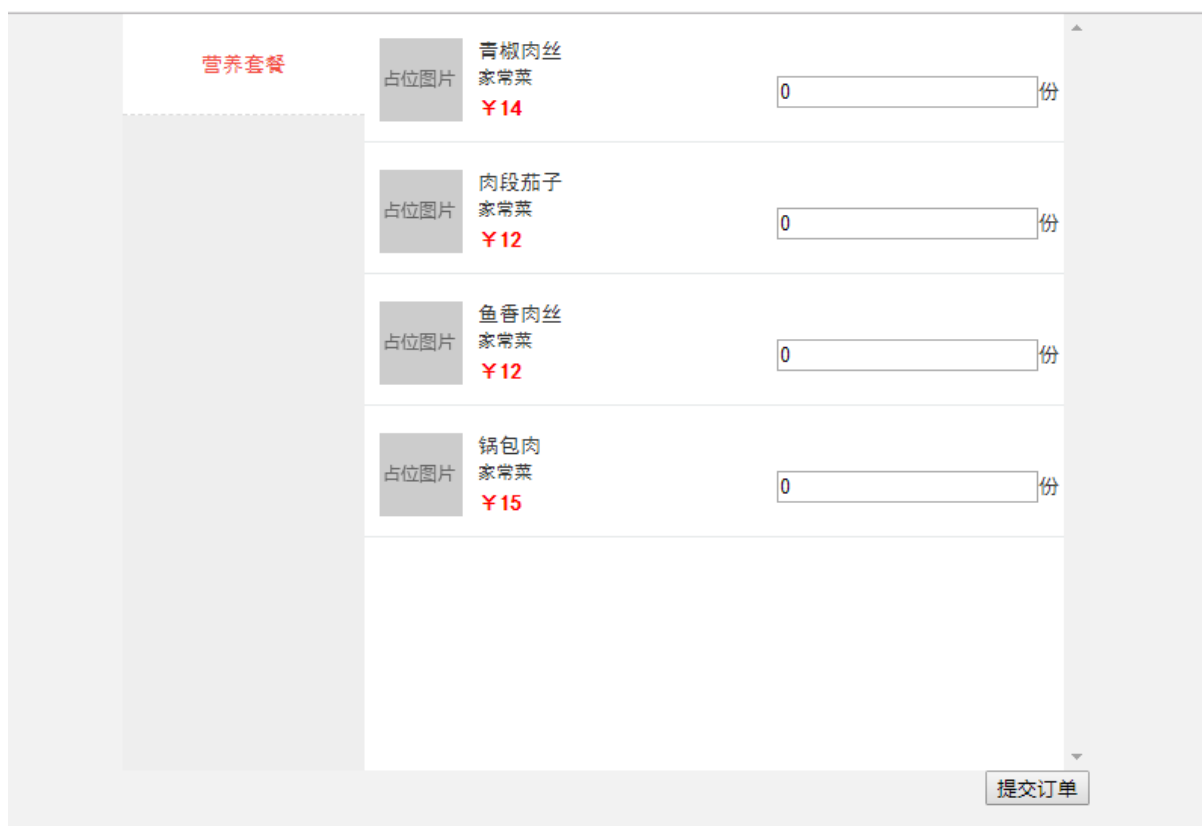 营养套餐
占位图片
青椒肉丝
家常菜
￥14
0份
占位图片
肉段茄子
家常菜
￥12
0份
占位图片
鱼香肉丝
家常菜
￥12
0份
占位图片
锅包肉
家常菜
￥15
0份
提交订单